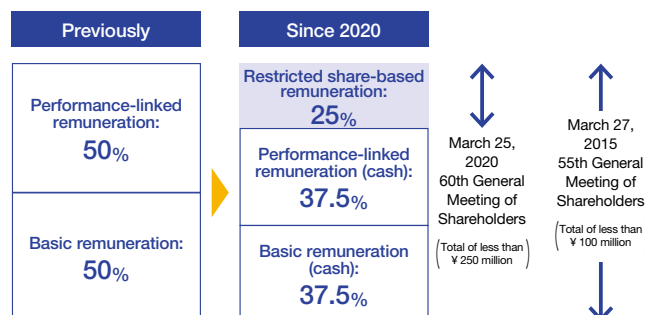 Previously
Performance-linked
remuneration:
50%
Basic remuneration:
50%
Since 2020
Restricted share-based
remuneration:
25%
Performance-linked
remuneration (cash):
37.5%
Basic remuneration
(cash):
37.5%
March 25,
2020
60th General
Meeting of
Shareholders
(Total of less than
¥ 250 million)
March 27,
2015
55th General
Meeting of
Shareholders
(Total of less than
¥ 100 million)